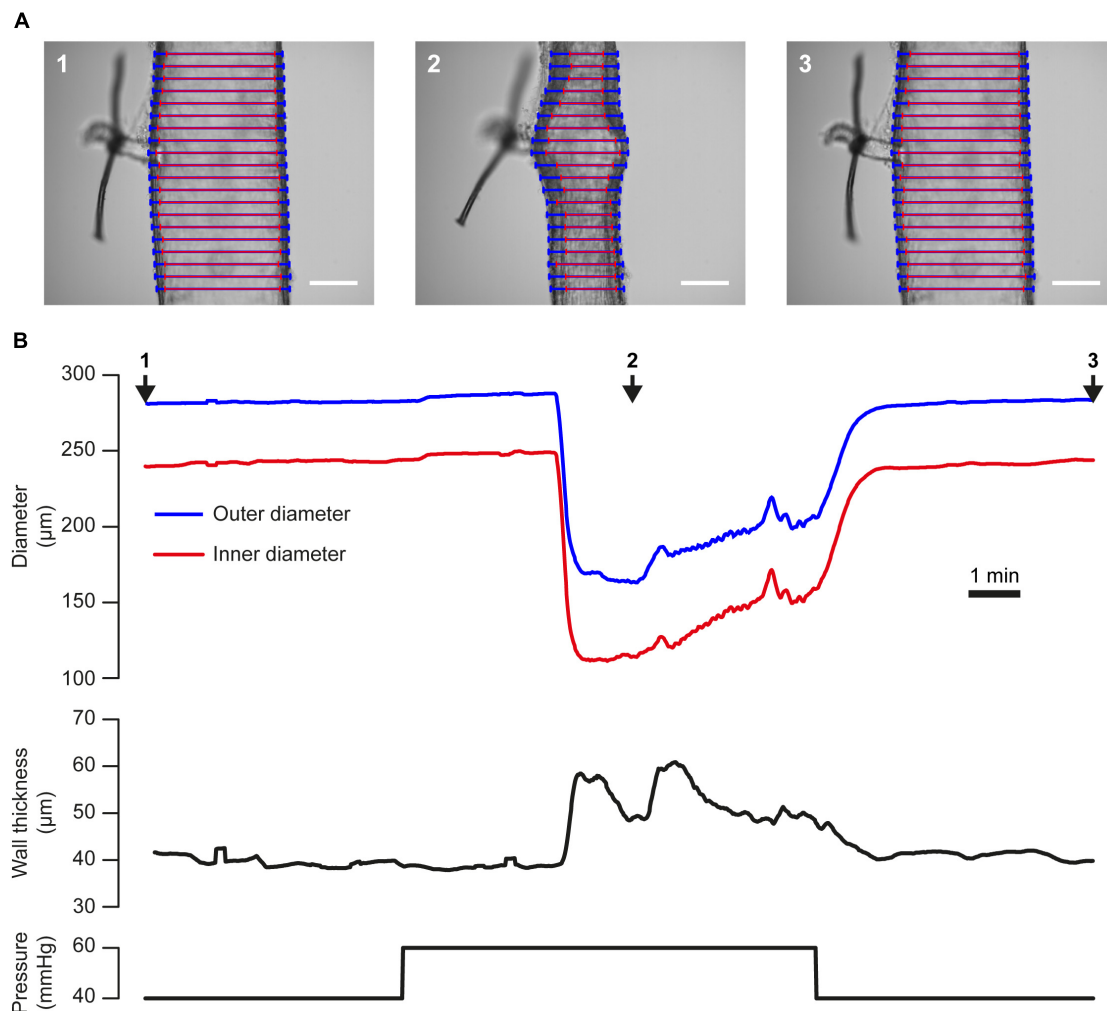 A
1
2
3
B
1
2
3
300
250
200
150
100
Diameter
(µm)
Outer diameter
Inner diameter
1 min
70
60
50
40
30
Wall thickness
(µm)
60
40
Pressure
(mmHg)